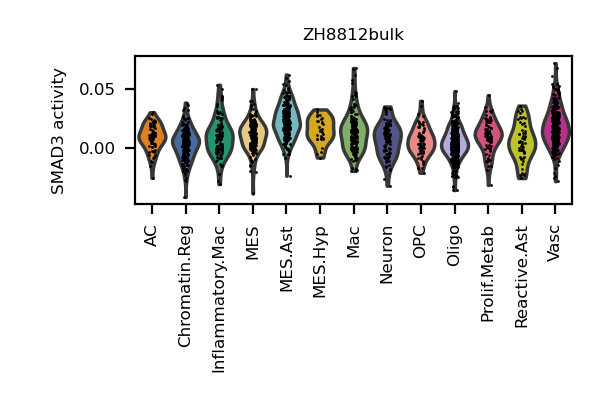 ZH8812bulk
SMAD3 activity
0.05
0.00
AC
Chromatin.Reg
Inflammatory.Mac
MES
MES.Ast
MES.Hyp
Mac
Neuron
OPC
Oligo
Prolif.Metab
Reactive.Ast
Vasc